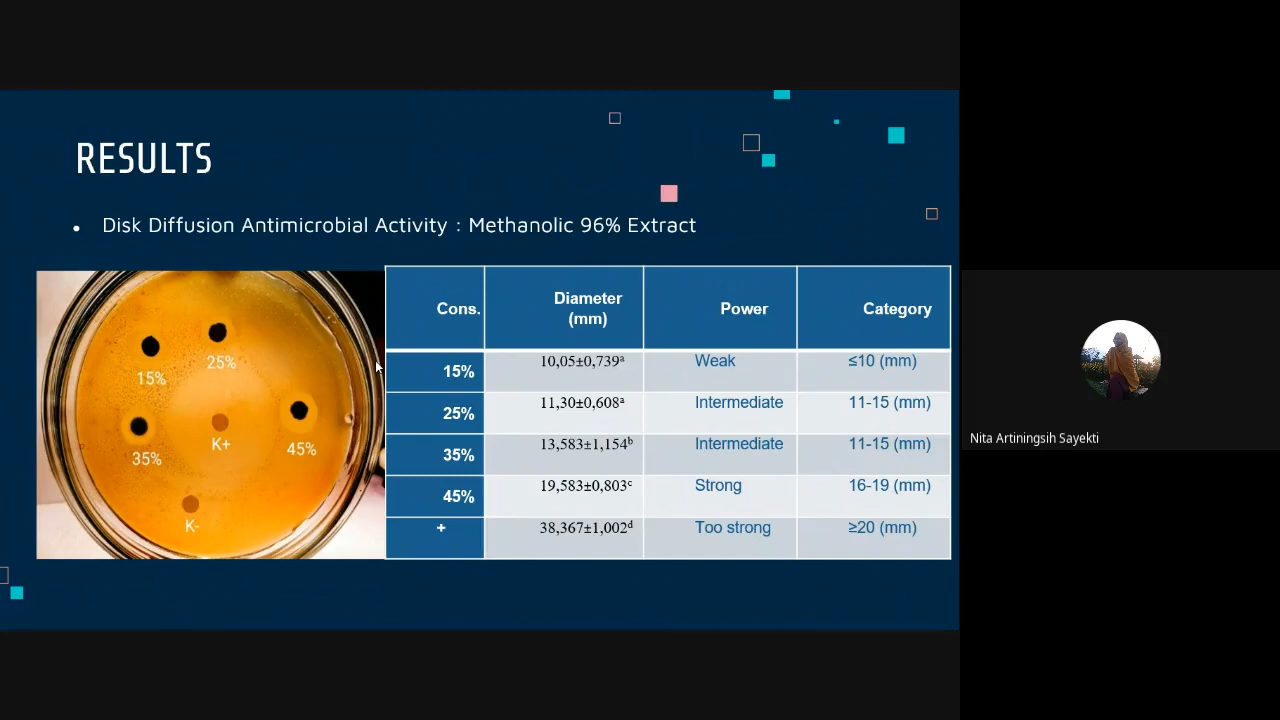 RESULTS
• Disk Diffusion Antimicrobial Activity : Methanolic 96% Extract
15%
25%
35%
K+
45%
K-
Cons. Diameter (mm) Power Category
15% 10,05±0,739ᵃ Weak ≤10 (mm)
25% 11,30±0,608ᵃ Intermediate 11-15 (mm)
35% 13,583±1,154ᵇ Intermediate 11-15 (mm)
45% 19,583±0,803ᶜ Strong 16-19 (mm)
+ 38,367±1,002ᵈ Too strong ≥20 (mm)
Nita Artiningsih Sayekti